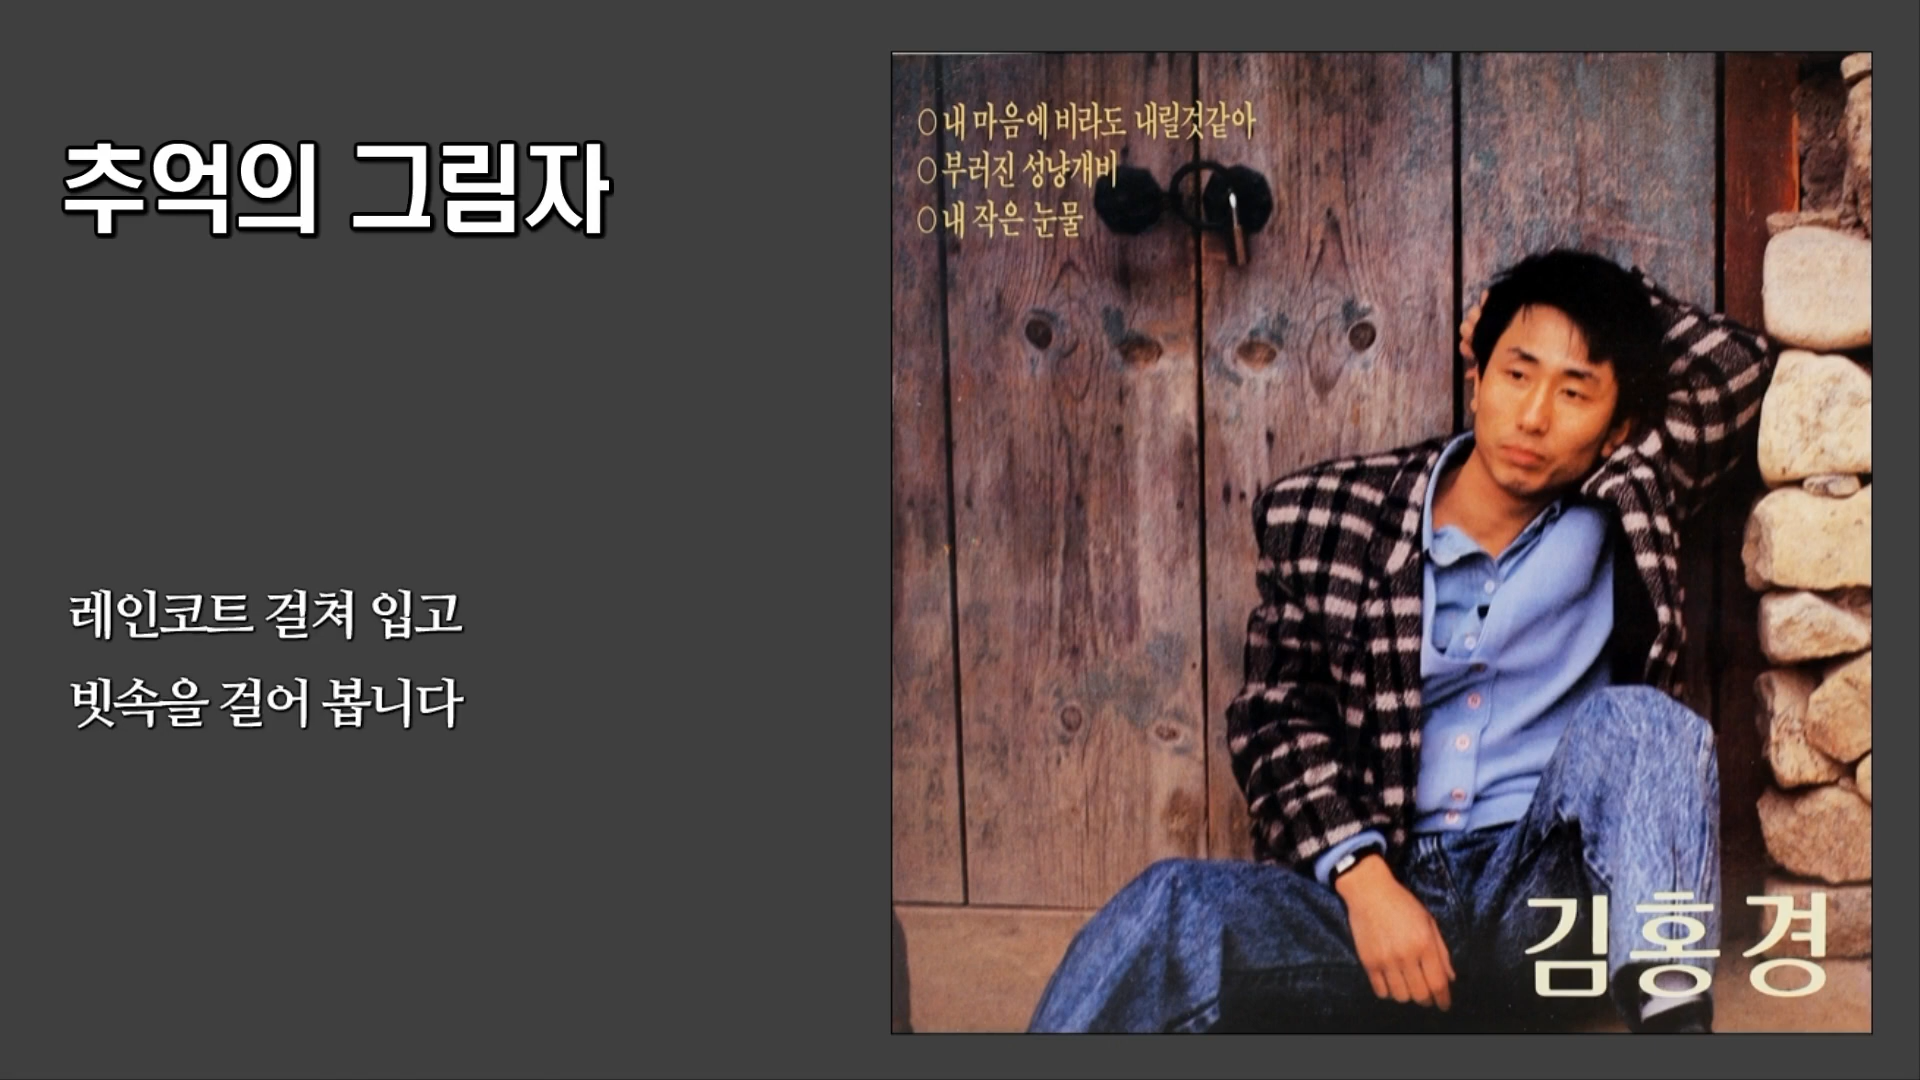 추억의 그림자
레인코트 걸쳐 입고
빗속을 걸어 봅니다
○내 마음에 비라도 내릴것같아
○부러진 성냥개비
○내 작은 눈물
김홍경